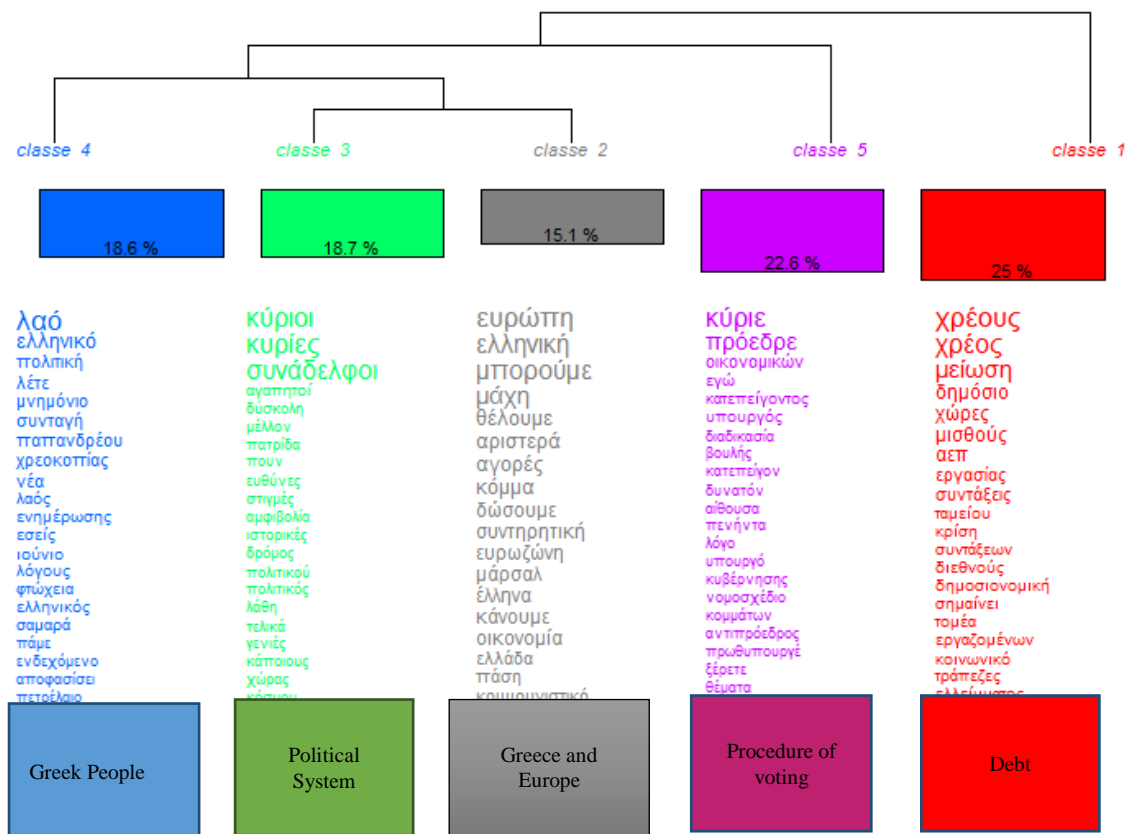 classe 4
classe 3
classe 2
classe 5
classe 1
18.6 %
18.7 %
15.1 %
22.6 %
25 %
λαό
ελληνικό
πολιτική
λέτε
μνημόνιο
συνταγή
παπανδρέου
χρεοκοπίας
νέα
λαός
ενημέρωσης
εσείς
ιούνιο
λόγους
φτώχεια
ελληνικός
σαμαρά
πάμε
ενδεχόμενο
αποφασίσει
πετρέλαιο
κύριοι
κυρίες
συνάδελφοι
αγαπητοί
δύσκολη
μέλλον
πατρίδα
πουν
ευθύνες
στιγμές
αμφιβολία
ιστορικές
δρόμος
πολιτικού
πολιτικός
λάθη
τελικά
γενιές
κάποιους
χώρας
ευρώπη
ελληνική
μπορούμε
μάχη
θέλουμε
αριστερά
αγορές
κόμμα
δώσουμε
συντηρητική
ευρωζώνη
μάρσαλ
έλληνα
κάνουμε
οικονομία
ελλάδα
πάση
κομμουνιστικό
κύριε
πρόεδρε
οικονομικών
εγώ
κατεπείγοντος
υπουργός
διαδικασία
βουλής
κατεπείγον
δυνατόν
αίθουσα
πενήντα
λόγο
υπουργό
κυβέρνησης
νομοσχέδιο
κομμάτων
αντιπρόεδρος
πρωθυπουργέ
ξέρετε
θέματα
χρέους
χρέος
μείωση
δημόσιο
χώρες
μισθούς
αεπ
εργασίας
συντάξεις
ταμείου
κρίση
συντάξεων
διεθνούς
δημοσιονομική
σημαίνει
τομέα
εργαζομένων
κοινωνικό
τράπεζες
ελλείμματος
Greek People
Political
System
Greece and
Europe
Procedure of
voting
Debt